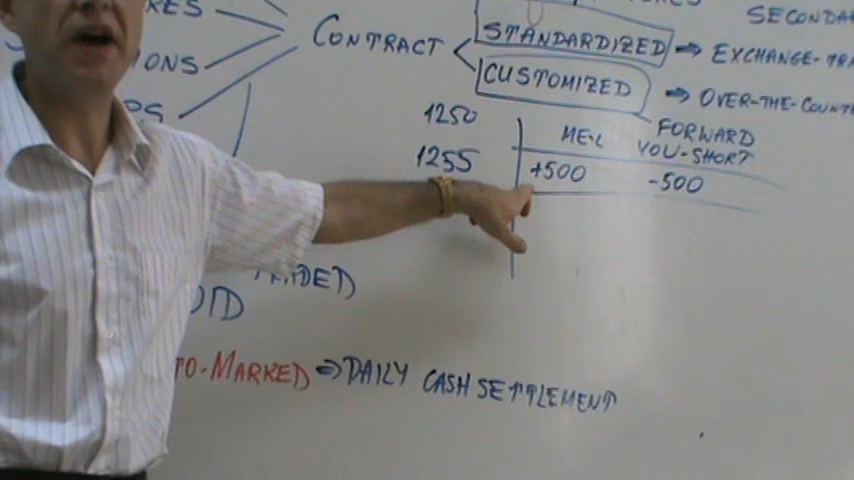 CONTRACT
STANDARDIZED
CUSTOMIZED
EXCHANGE-TRA
OVER-THE-COUNT
SECONDA
1250
1255
ME-L
FORWARD
YOU-SHORT
+500
-500
TO-MARKED ⇒ DAILY CASH SETTLEMENT